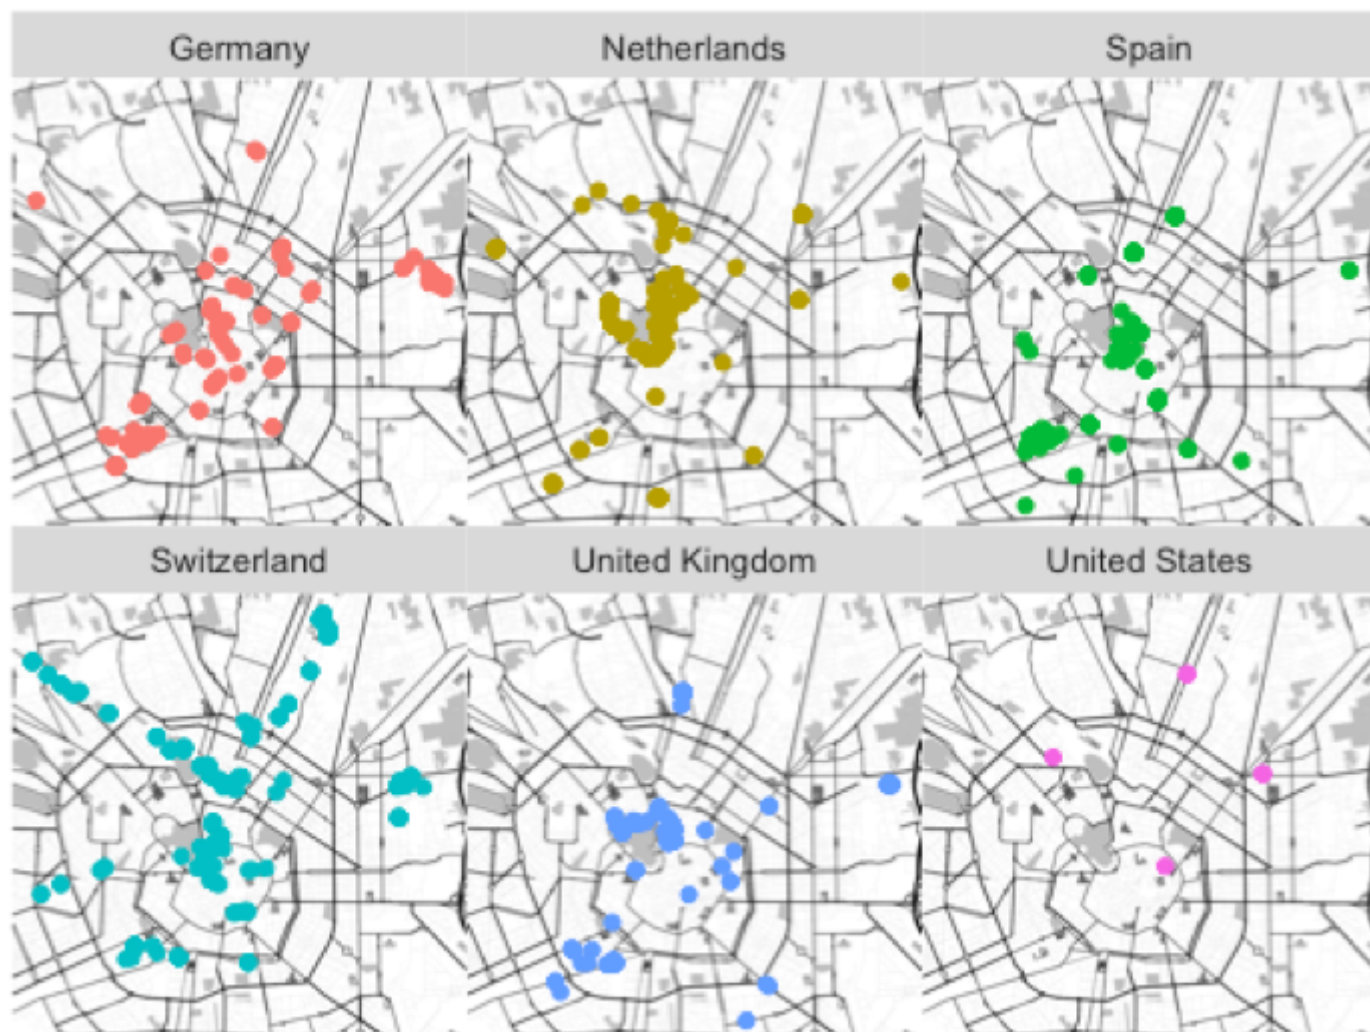 Germany
Netherlands
Spain
Switzerland
United Kingdom
United States